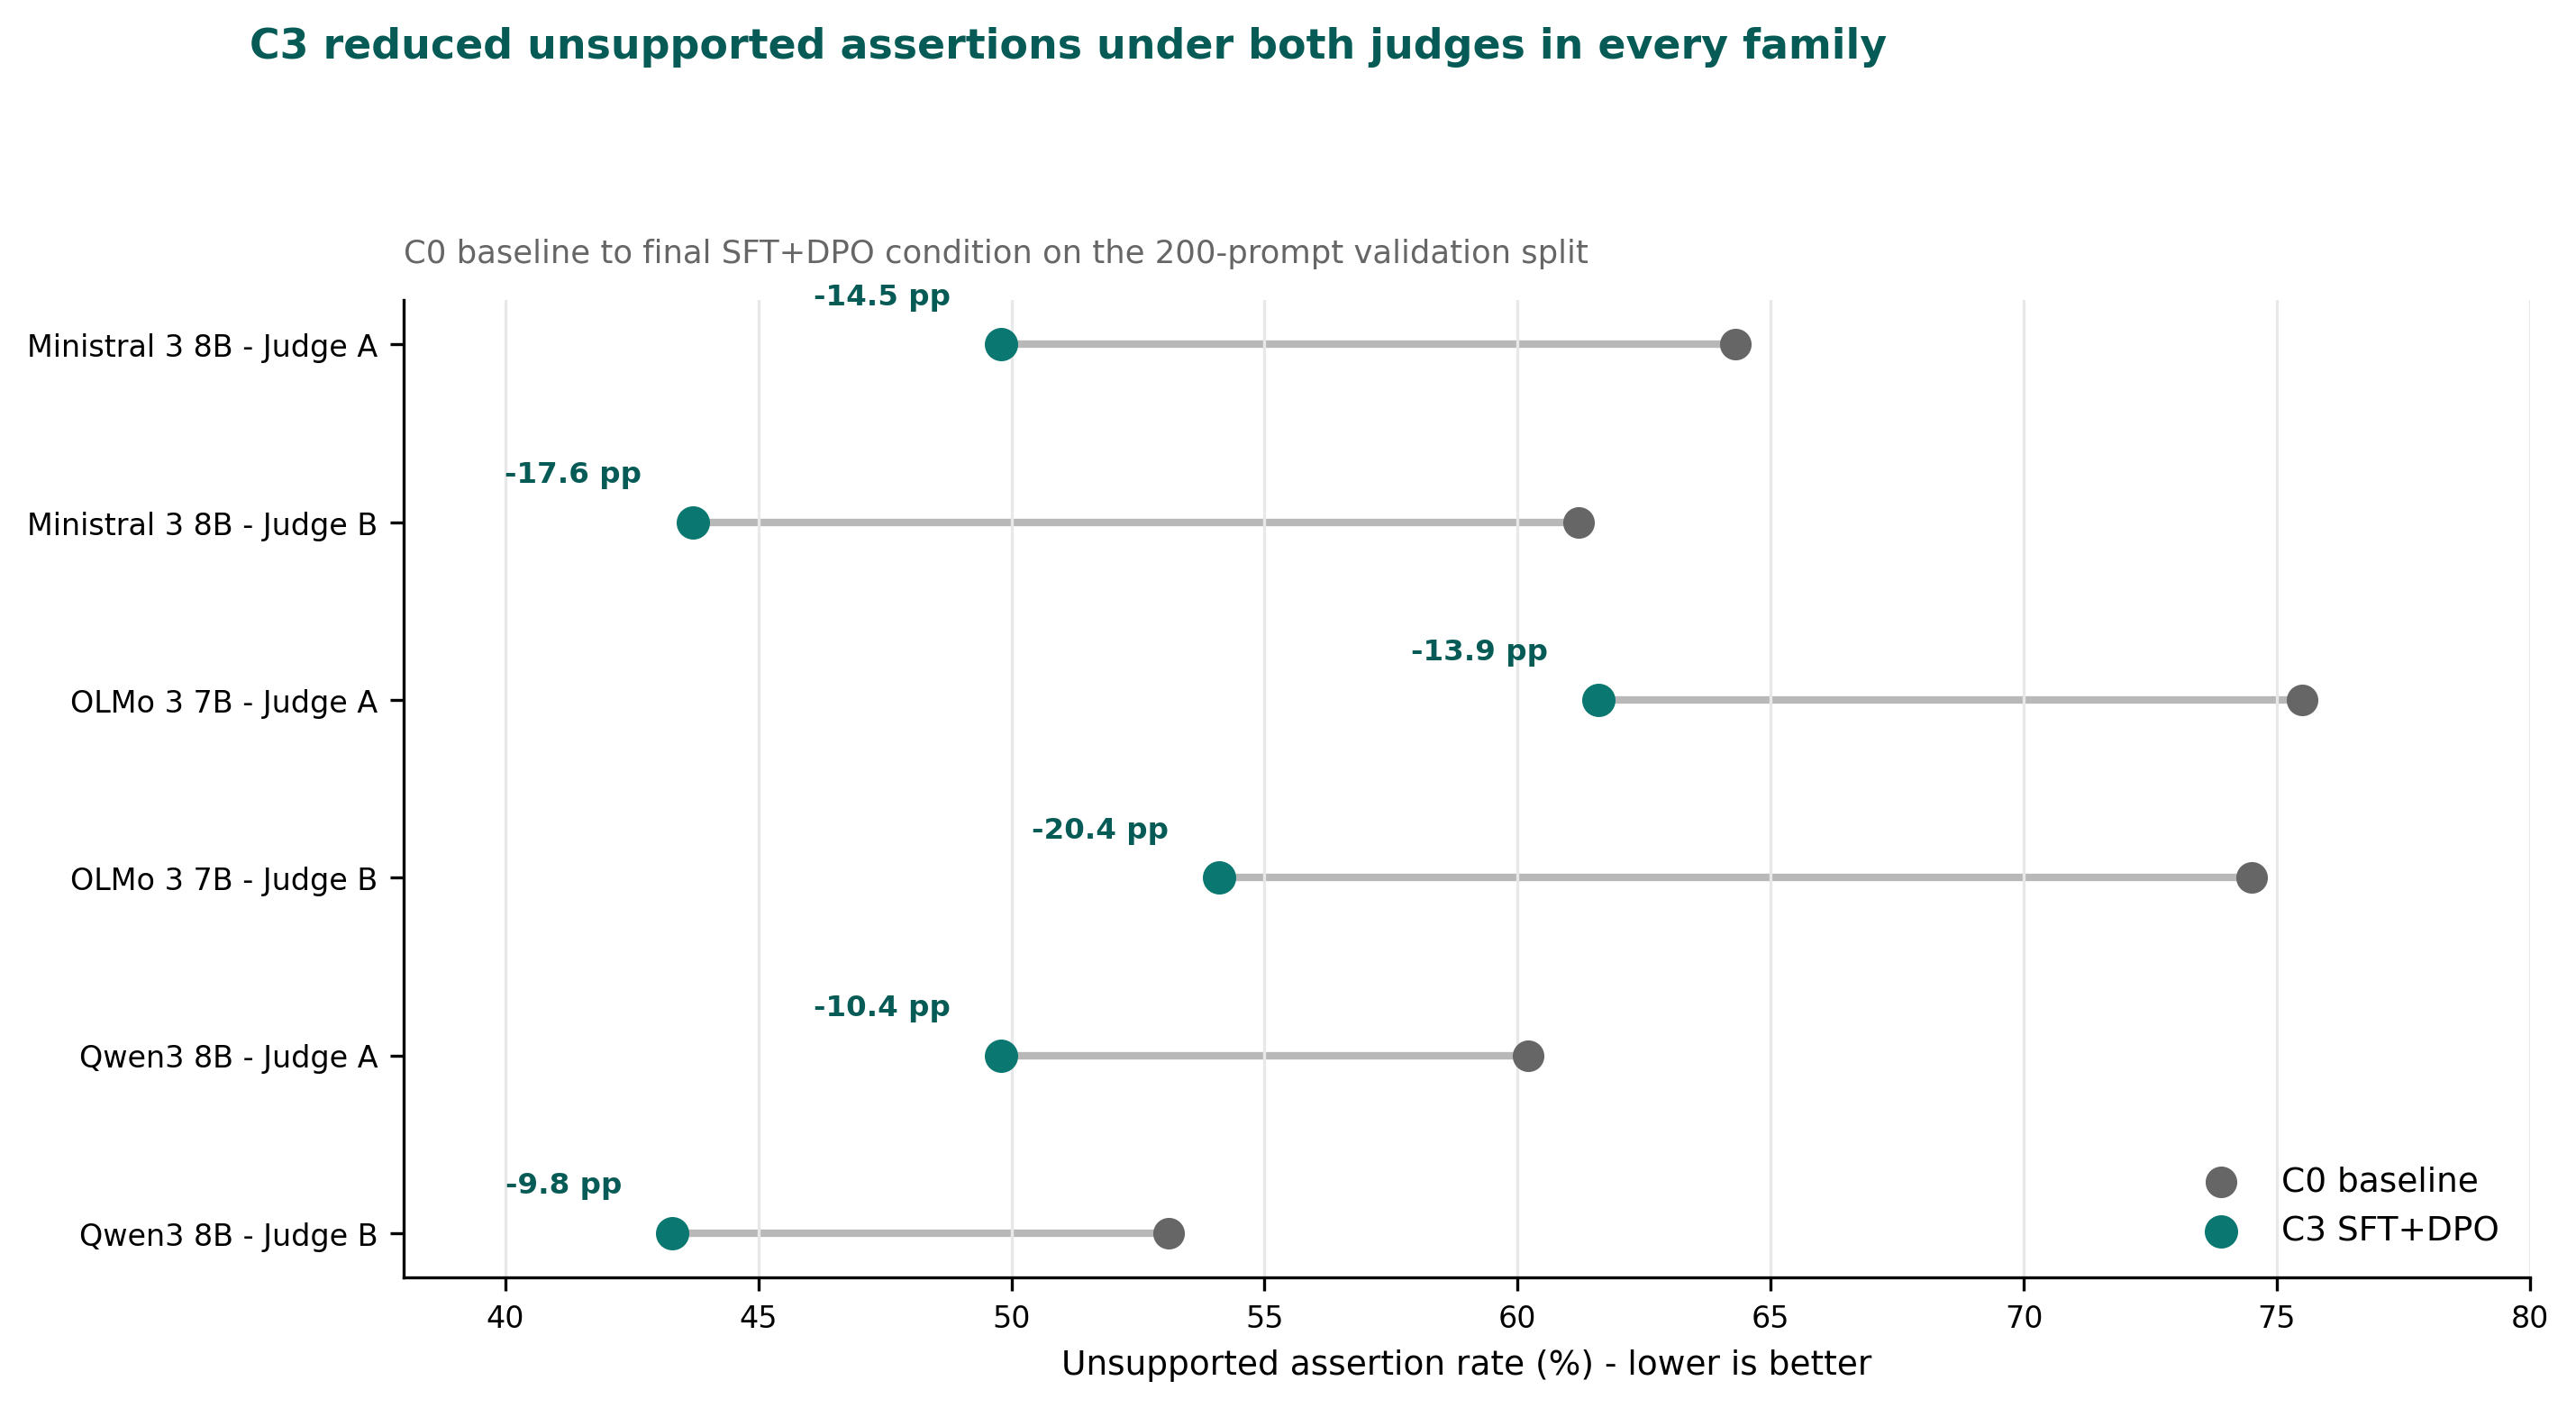 C3 reduced unsupported assertions under both judges in every family
C0 baseline to final SFT+DPO condition on the 200-prompt validation split
-14.5 pp
Ministral 3 8B - Judge A
-17.6 pp
Ministral 3 8B - Judge B
-13.9 pp
OLMo 3 7B - Judge A
-20.4 pp
OLMo 3 7B - Judge B
-10.4 pp
Qwen3 8B - Judge A
-9.8 pp
Qwen3 8B - Judge B
C0 baseline
C3 SFT+DPO
40 45 50 55 60 65 70 75 80
Unsupported assertion rate (%) - lower is better